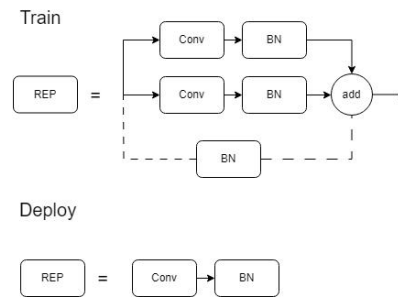 Train
Conv BN
REP = Conv BN add
BN
Deploy
REP = Conv BN